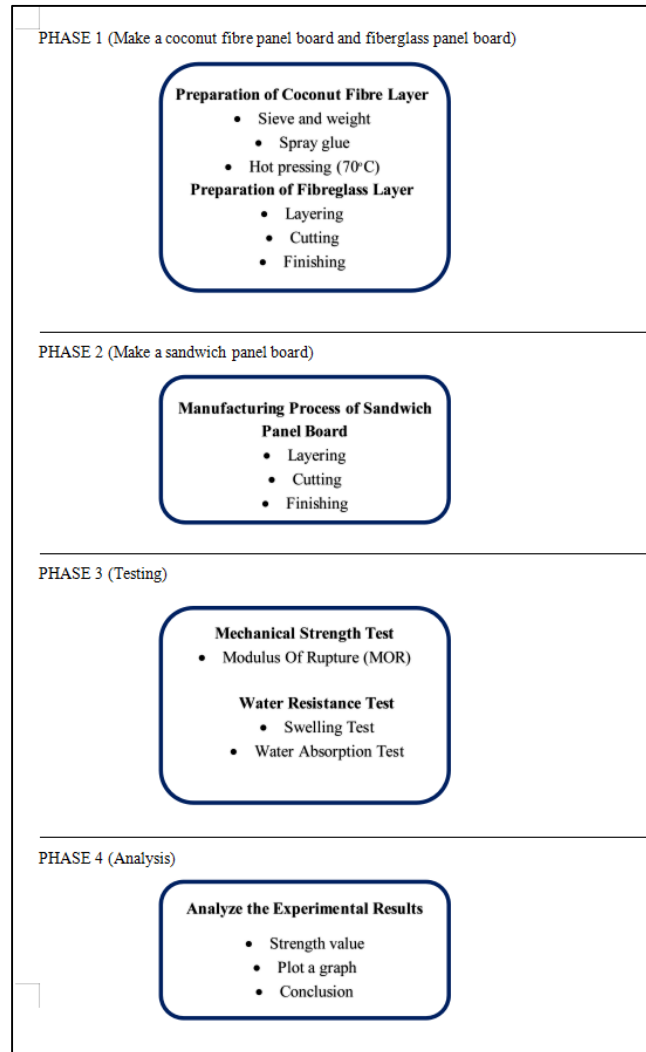 PHASE 1 (Make a coconut fibre panel board and fiberglass panel board)
Preparation of Coconut Fibre Layer
• Sieve and weight
• Spray glue
• Hot pressing (70°C)
Preparation of Fibreglass Layer
• Layering
• Cutting
• Finishing
PHASE 2 (Make a sandwich panel board)
Manufacturing Process of Sandwich
Panel Board
• Layering
• Cutting
• Finishing
PHASE 3 (Testing)
Mechanical Strength Test
• Modulus Of Rupture (MOR)
Water Resistance Test
• Swelling Test
• Water Absorption Test
PHASE 4 (Analysis)
Analyze the Experimental Results
• Strength value
• Plot a graph
• Conclusion